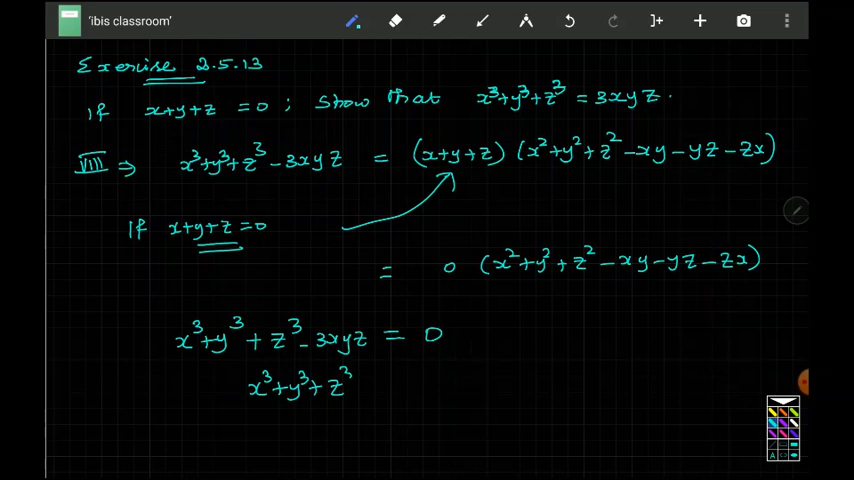 'ibis classroom'
Exercise 2.5.13
If x+y+z = 0 ; Show that x³+y³+z³ = 3xyz.
VIII ⇒ x³+y³+z³ - 3xyz = (x+y+z) (x²+y²+z² -xy - yz - zx)
If x+y+z = 0
= 0 (x²+y²+z² -xy -yz - zx)
x³+y³+z³ - 3xyz = 0
x³+y³+z³
A